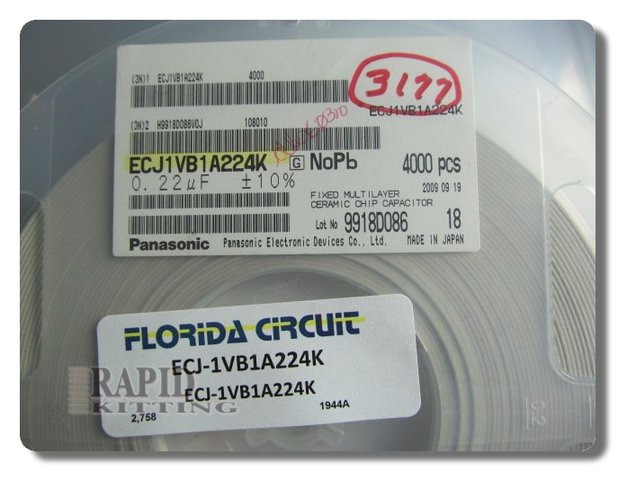 (3N)1 ECJ1VB1A224K 4000
3177
ECJ1VB1A224K
(3N)2 H9918D086V0J 108010
ECJ1VB1A224K G NoPb 4000 pcs
0.22µF ±10% 2009 09 19
FIXED MULTILAYER
CERAMIC CHIP CAPACITOR
Lot No 9918D086 18
Panasonic Panasonic Electronic Devices Co., Ltd. MADE IN JAPAN
FLORIDA CIRCUIT
ECJ-1VB1A224K
RAPID
ECJ-1VB1A224K
KITTING
2,758 1944A
02